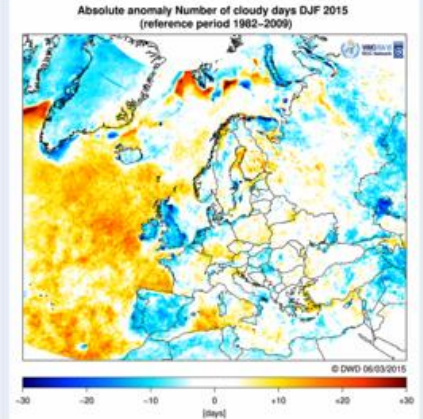 Absolute anomaly Number of cloudy days DJF 2015
(reference period 1982−2009)
© DWD 06/03/2015
−30 −20 −10 0 +10 +20 +30
[days]